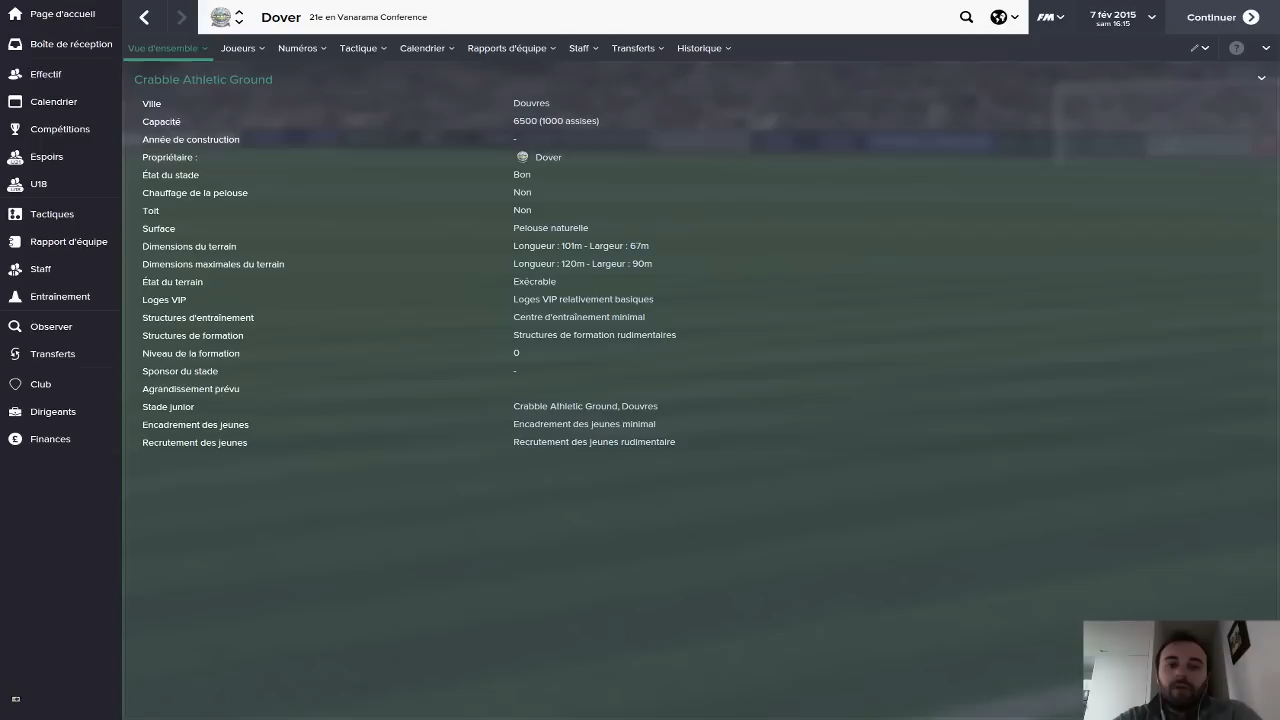 Page d'accueil
Boîte de réception
Effectif
Calendrier
Compétitions
Espoirs
U18
Tactiques
Rapport d'équipe
Staff
Entraînement
Observer
Transferts
Club
Dirigeants
Finances
Dover 21e en Vanarama Conference
FM
7 fév 2015
sam 16:15
Continuer
Vue d'ensemble Joueurs Numéros Tactique Calendrier Rapports d'équipe Staff Transferts Historique
Crabble Athletic Ground
Ville Douvres
Capacité 6500 (1000 assises)
Année de construction -
Propriétaire : Dover
État du stade Bon
Chauffage de la pelouse Non
Toit Non
Surface Pelouse naturelle
Dimensions du terrain Longueur : 101m - Largeur : 67m
Dimensions maximales du terrain Longueur : 120m - Largeur : 90m
État du terrain Exécrable
Loges VIP Loges VIP relativement basiques
Structures d'entraînement Centre d'entraînement minimal
Structures de formation Structures de formation rudimentaires
Niveau de la formation 0
Sponsor du stade -
Agrandissement prévu
Stade junior Crabble Athletic Ground, Douvres
Encadrement des jeunes Encadrement des jeunes minimal
Recrutement des jeunes Recrutement des jeunes rudimentaire